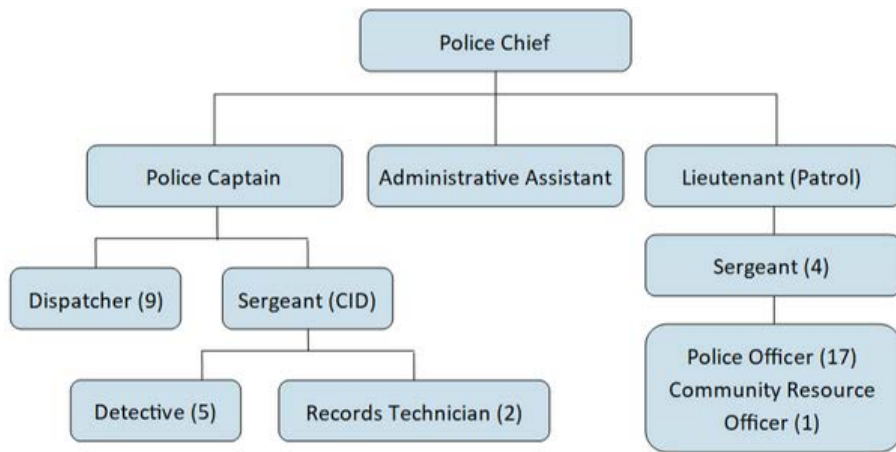 Police Chief
Police Captain
Administrative Assistant
Lieutenant (Patrol)
Dispatcher (9)
Sergeant (CID)
Sergeant (4)
Detective (5)
Records Technician (2)
Police Officer (17)
Community Resource
Officer (1)